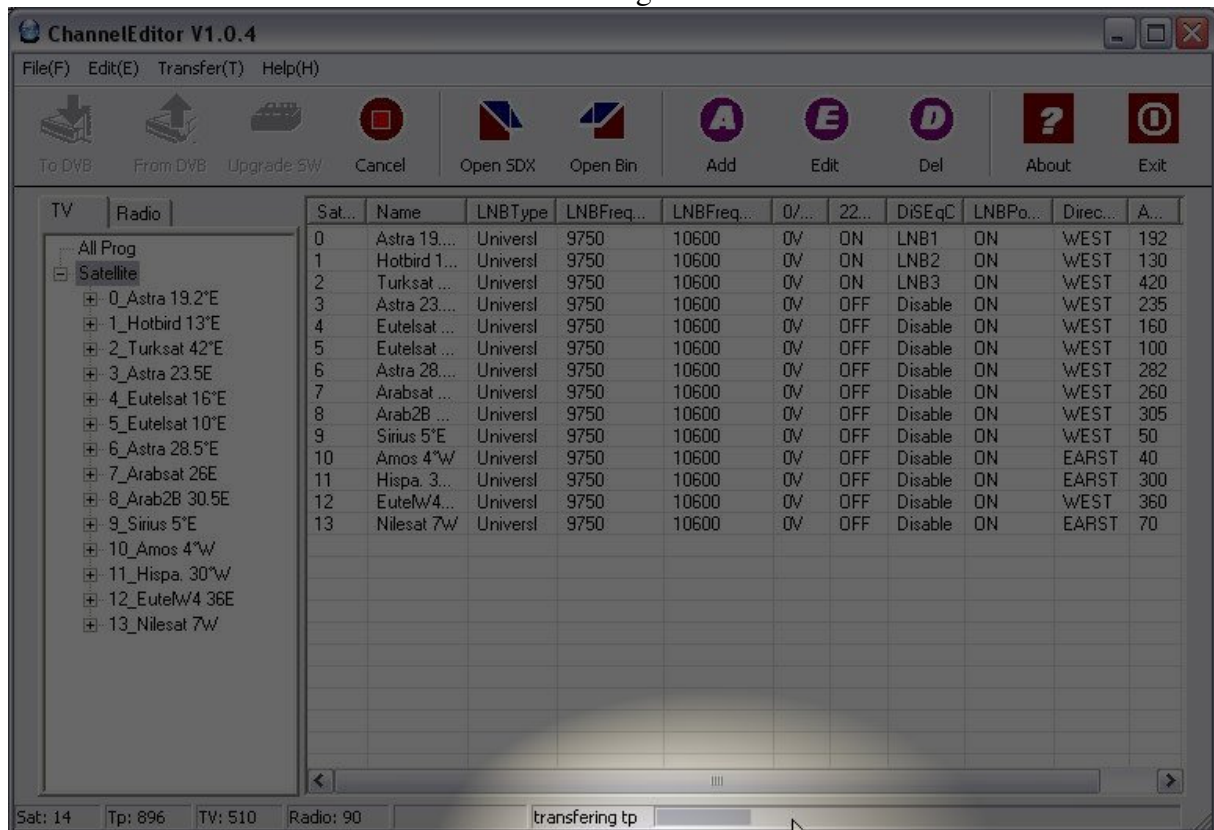 ChannelEditor V1.0.4
File(F) Edit(E) Transfer(T) Help(H)
To DVB From DVB Upgrade SW Cancel Open SDX Open Bin Add Edit Del About Exit
TV Radio
All Prog
Satellite
0_Astra 19.2°E
1_Hotbird 13°E
2_Turksat 42°E
3_Astra 23.5E
4_Eutelsat 16°E
5_Eutelsat 10°E
6_Astra 28.5°E
7_Arabsat 26E
8_Arab2B 30.5E
9_Sirius 5°E
10_Amos 4°W
11_Hispa. 30°W
12_EutelW4 36E
13_Nilesat 7W
Sat... Name LNBType LNBFreq... LNBFreq... 0/... 22... DiSEqC LNBPo... Direc... A...
0 Astra 19.... Universl 9750 10600 0V ON LNB1 ON WEST 192
1 Hotbird 1... Universl 9750 10600 0V ON LNB2 ON WEST 130
2 Turksat ... Universl 9750 10600 0V ON LNB3 ON WEST 420
3 Astra 23.... Universl 9750 10600 0V OFF Disable ON WEST 235
4 Eutelsat ... Universl 9750 10600 0V OFF Disable ON WEST 160
5 Eutelsat ... Universl 9750 10600 0V OFF Disable ON WEST 100
6 Astra 28.... Universl 9750 10600 0V OFF Disable ON WEST 282
7 Arabsat ... Universl 9750 10600 0V OFF Disable ON WEST 260
8 Arab2B ... Universl 9750 10600 0V OFF Disable ON WEST 305
9 Sirius 5°E Universl 9750 10600 0V OFF Disable ON WEST 50
10 Amos 4°W Universl 9750 10600 0V OFF Disable ON EARST 40
11 Hispa. 3... Universl 9750 10600 0V OFF Disable ON EARST 300
12 EutelW4... Universl 9750 10600 0V OFF Disable ON WEST 360
13 Nilesat 7W Universl 9750 10600 0V OFF Disable ON EARST 70
Sat: 14 Tp: 896 TV: 510 Radio: 90 transfering tp